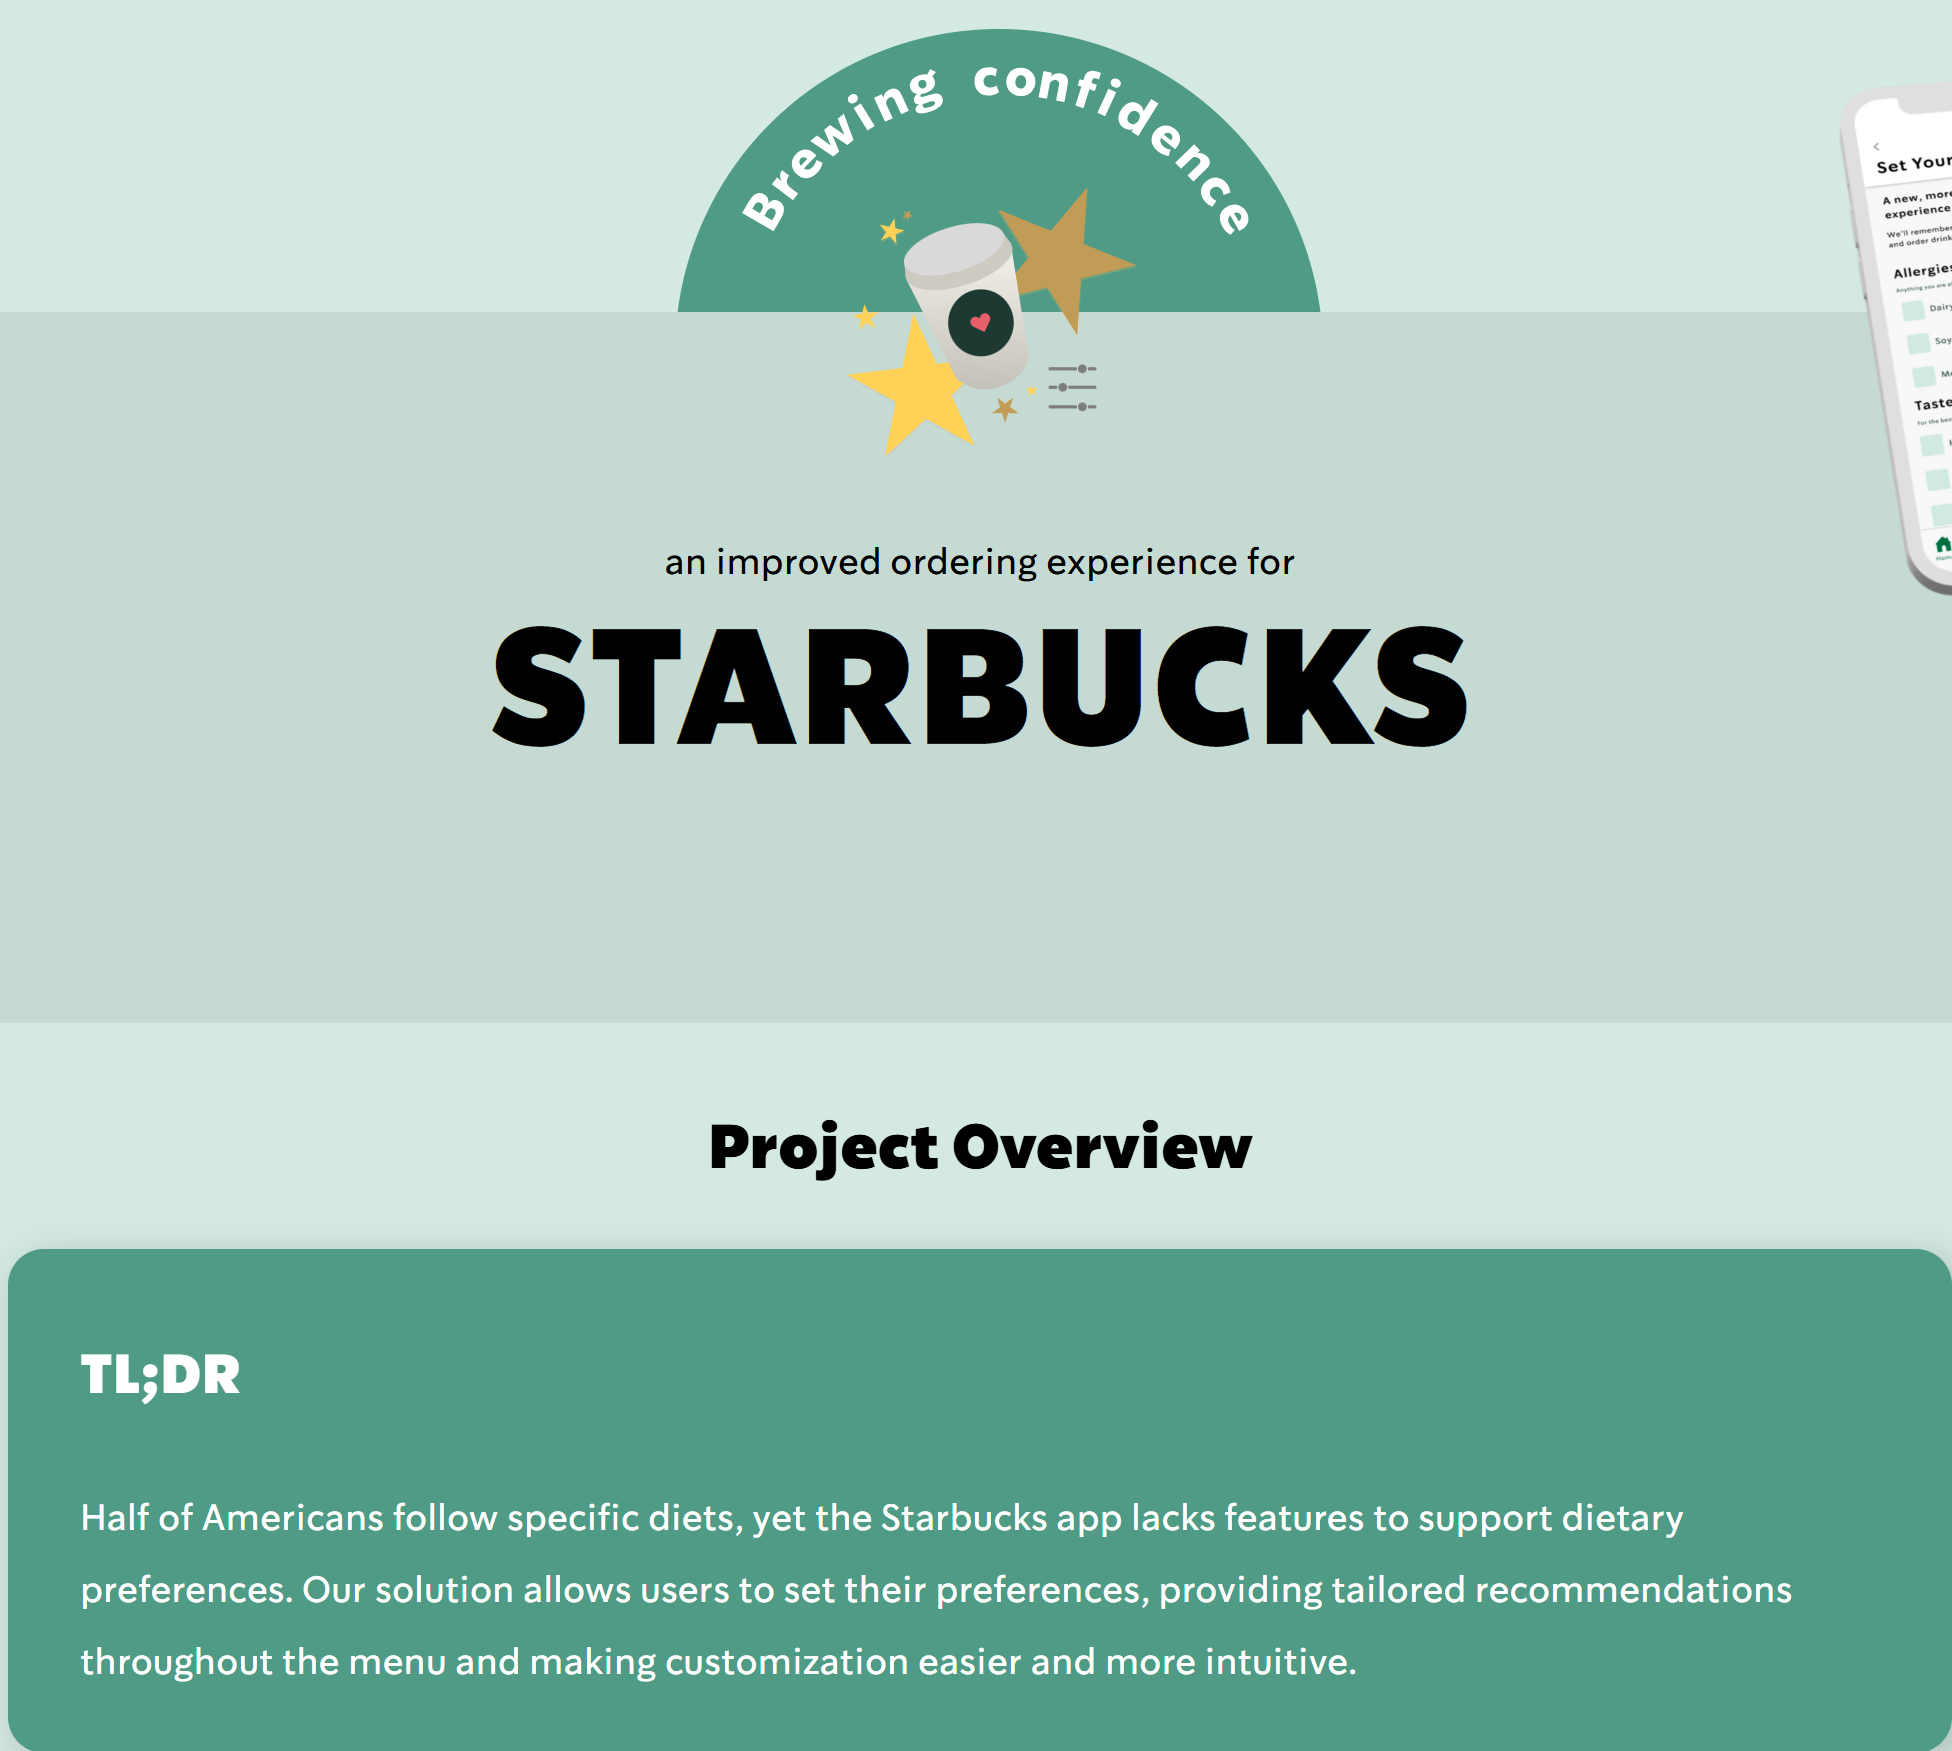 Brewing confidence
Set Your
A new, more
experience
We'll remember
and order drink
Allergies
Anything you are al
Dairy
Soy
Taste
For the best
an improved ordering experience for
STARBUCKS
Project Overview
TL;DR
Half of Americans follow specific diets, yet the Starbucks app lacks features to support dietary
preferences. Our solution allows users to set their preferences, providing tailored recommendations
throughout the menu and making customization easier and more intuitive.